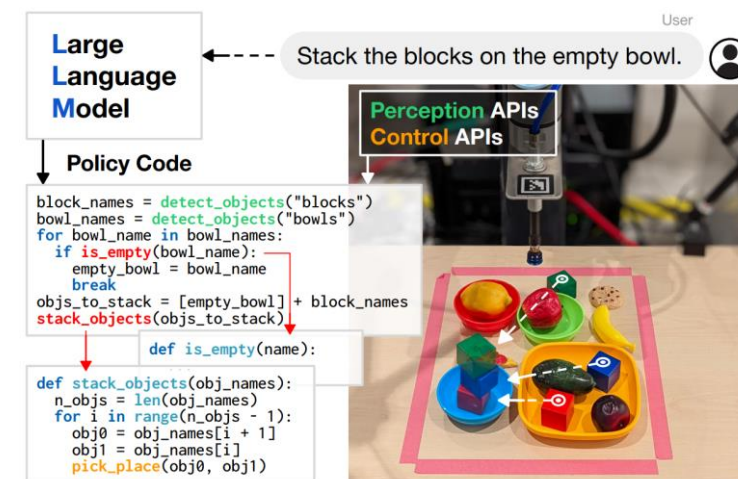 User
Stack the blocks on the empty bowl.
Large
Language
Model
Perception APIs
Control APIs
Policy Code
block_names = detect_objects("blocks")
bowl_names = detect_objects("bowls")
for bowl_name in bowl_names:
  if is_empty(bowl_name):
    empty_bowl = bowl_name
    break
objs_to_stack = [empty_bowl] + block_names
stack_objects(objs_to_stack)
def is_empty(name):
def stack_objects(obj_names):
  n_objs = len(obj_names)
  for i in range(n_objs - 1):
    obj0 = obj_names[i + 1]
    obj1 = obj_names[i]
    pick_place(obj0, obj1)